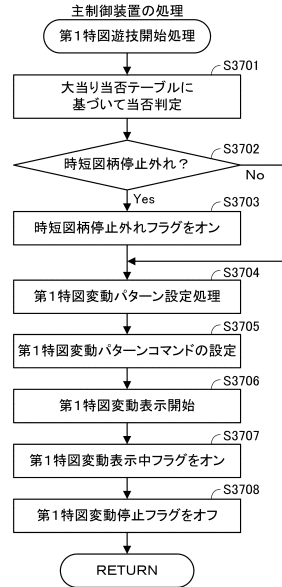 主制御装置の処理
第１特図遊技開始処理
S3701
大当り当否テーブルに
基づいて当否判定
S3702
時短図柄停止外れ？
No
Yes
S3703
時短図柄停止外れフラグをオン
S3704
第１特図変動パターン設定処理
S3705
第１特図変動パターンコマンドの設定
S3706
第１特図変動表示開始
S3707
第１特図変動表示中フラグをオン
S3708
第１特図変動停止フラグをオフ
RETURN